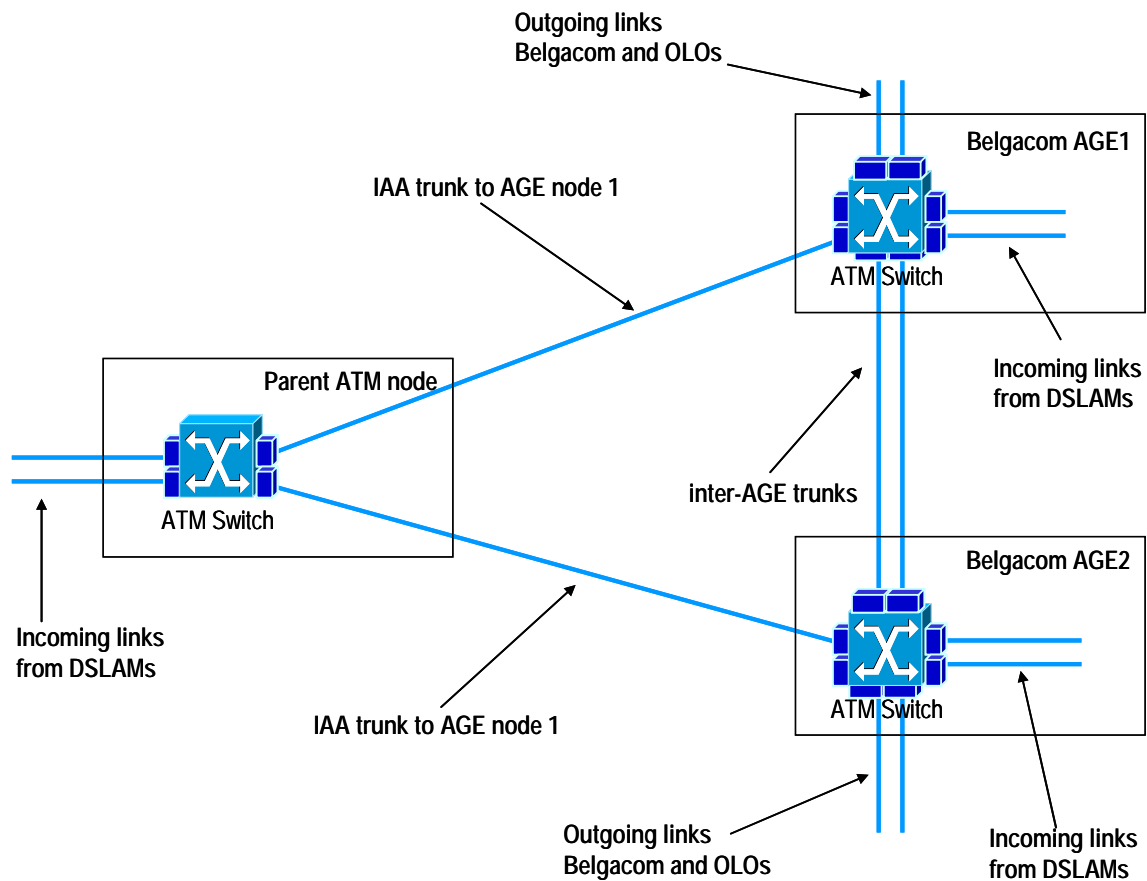 Outgoing links
Belgacom and OLOs
Belgacom AGE1
IAA trunk to AGE node 1
ATM Switch
Incoming links
from DSLAMs
Parent ATM node
ATM Switch
inter-AGE trunks
Belgacom AGE2
Incoming links
from DSLAMs
IAA trunk to AGE node 1
ATM Switch
Outgoing links
Belgacom and OLOs
Incoming links
from DSLAMs